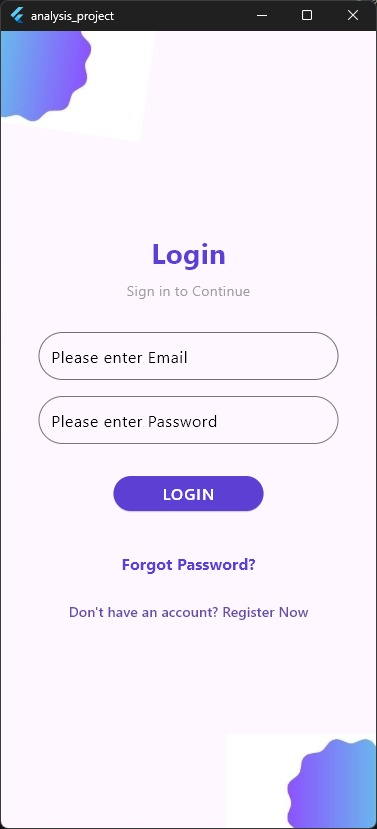 analysis_project
Login
Sign in to Continue
Please enter Email
Please enter Password
LOGIN
Forgot Password?
Don't have an account? Register Now